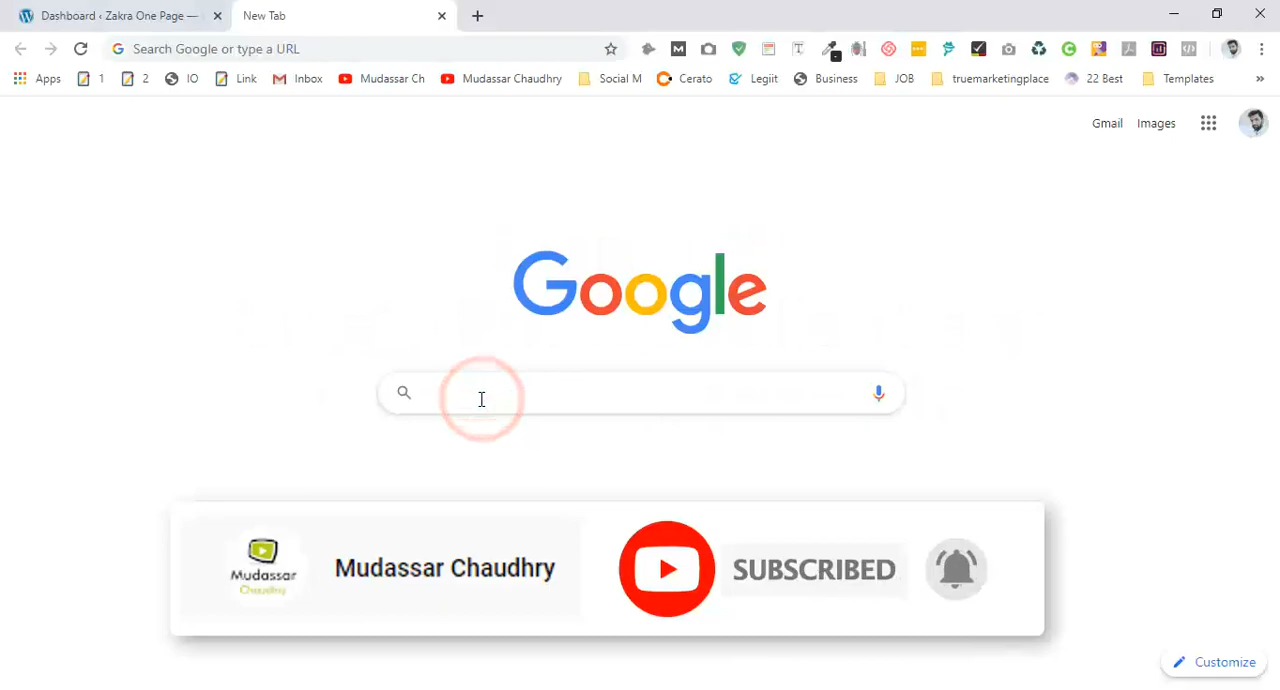 Dashboard ‹ Zakra One Page —
New Tab
Search Google or type a URL
Apps 1 2 IO Link Inbox Mudassar Ch Mudassar Chaudhry Social M Cerato Legiit Business JOB truemarketingplace 22 Best Templates »
Gmail Images
Google
Mudassar
Chaudhry
Mudassar Chaudhry
SUBSCRIBED
Customize